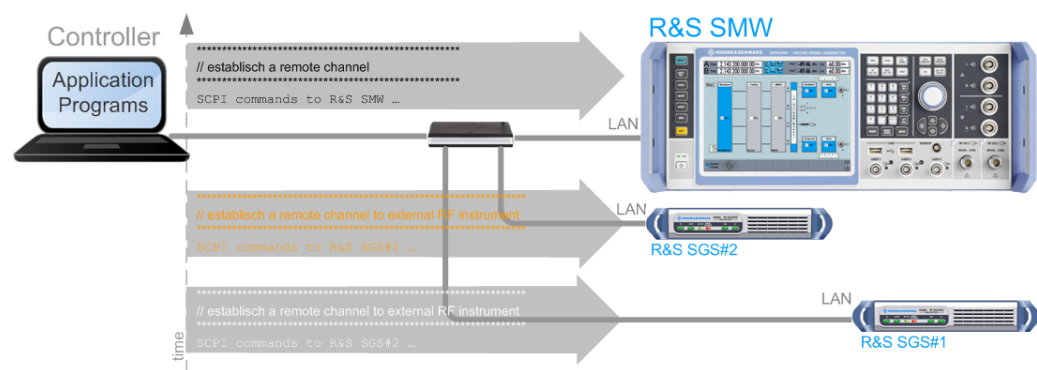 Controller
Application
Programs
***********************************************
// establisch a remote channel
***********************************************
SCPI commands to R&S SMW …
R&S SMW
ROHDE&SCHWARZ
A
B
LAN
***********************************************************
// establisch a remote channel to external RF instrument
***********************************************************
SCPI commands to R&S SGS#2 …
LAN
R&S SGS#2
***********************************************************
// establisch a remote channel to external RF instrument
***********************************************************
SCPI commands to R&S SGS#2 …
LAN
R&S SGS#1
time